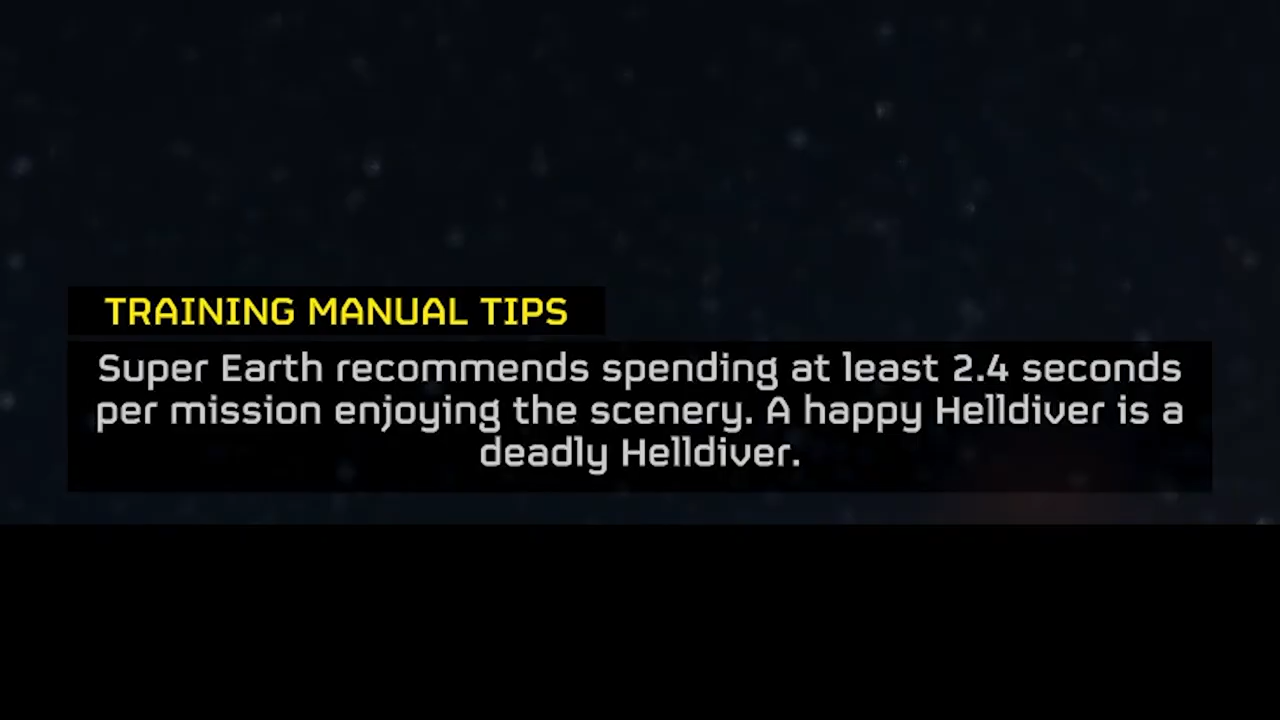 TRAINING MANUAL TIPS
Super Earth recommends spending at least 2.4 seconds
per mission enjoying the scenery. A happy Helldiver is a
deadly Helldiver.